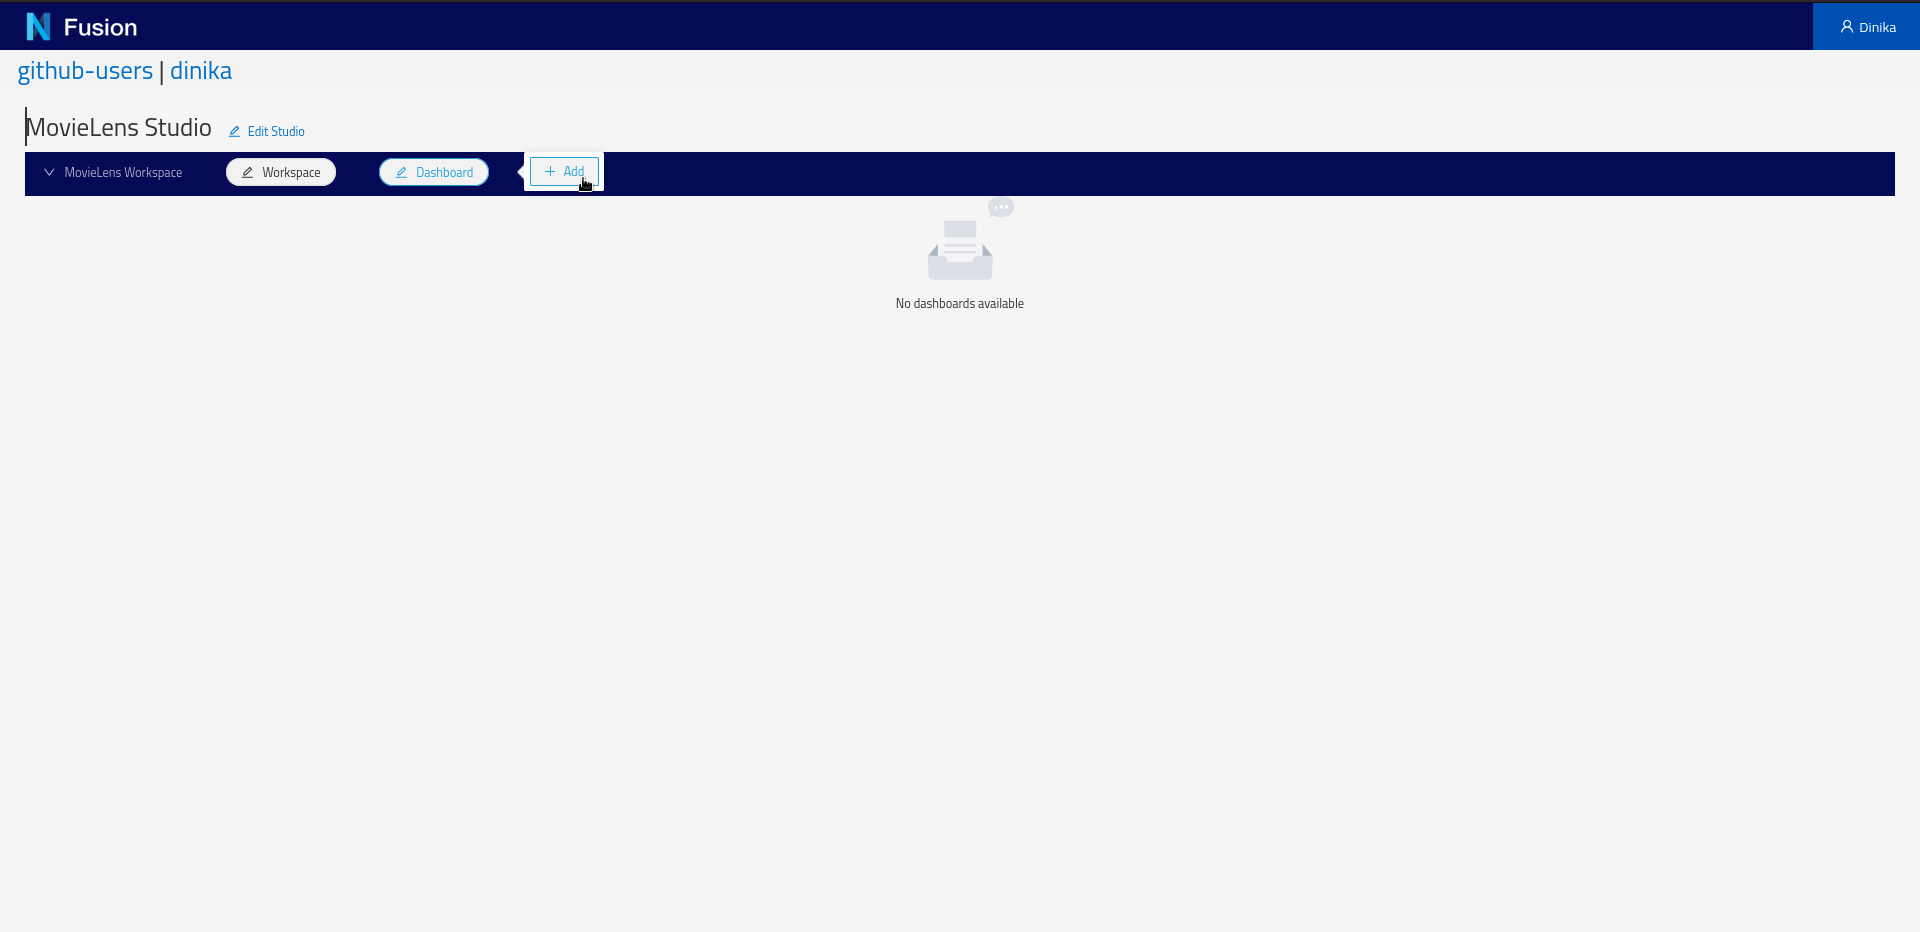 Fusion
Dinika
github-users | dinika
MovieLens Studio Edit Studio
MovieLens Workspace Workspace Dashboard Add
No dashboards available